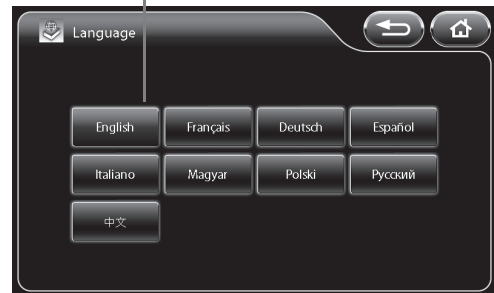 Language
English Français Deutsch Español
Italiano Magyar Polski Русский
中文